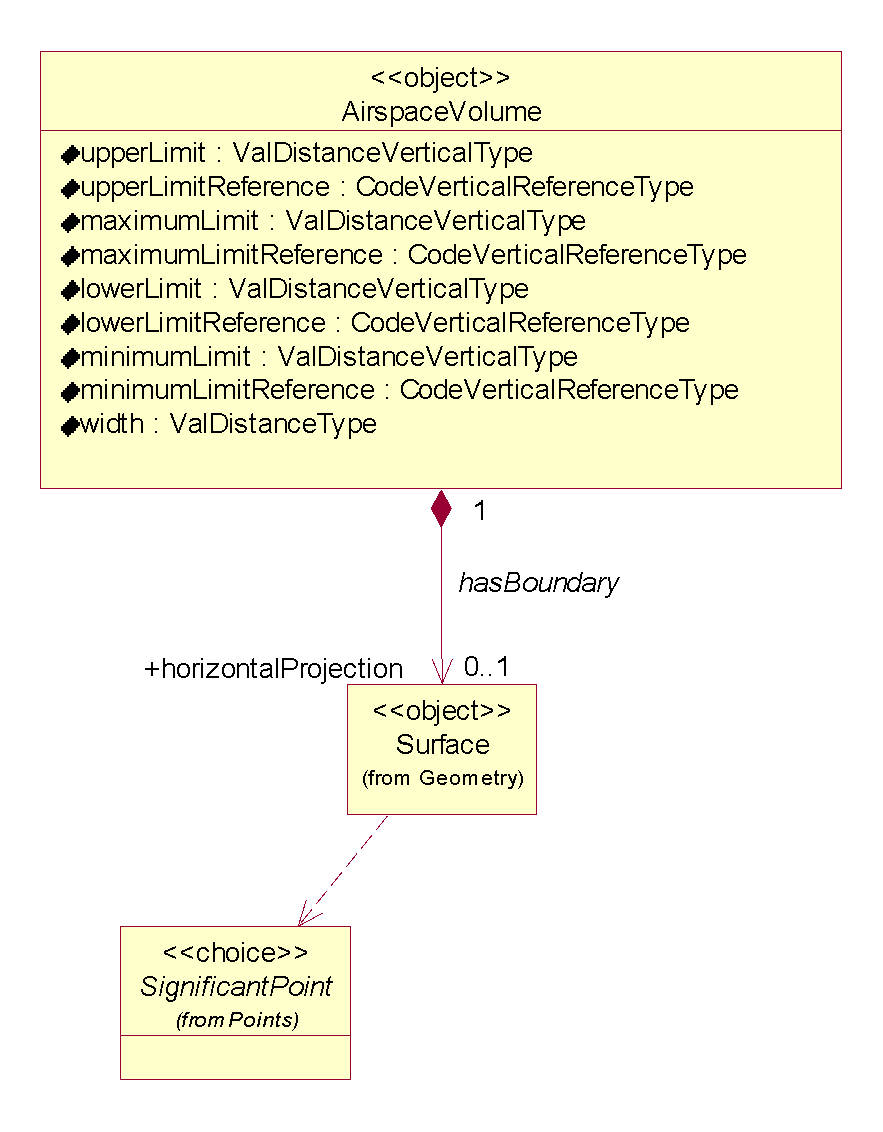 <<object>>
AirspaceVolume
upperLimit : ValDistanceVerticalType
upperLimitReference : CodeVerticalReferenceType
maximumLimit : ValDistanceVerticalType
maximumLimitReference : CodeVerticalReferenceType
lowerLimit : ValDistanceVerticalType
lowerLimitReference : CodeVerticalReferenceType
minimumLimit : ValDistanceVerticalType
minimumLimitReference : CodeVerticalReferenceType
width : ValDistanceType
1
hasBoundary
+horizontalProjection 0..1
<<object>>
Surface
(from Geometry)
<<choice>>
SignificantPoint
(from Points)